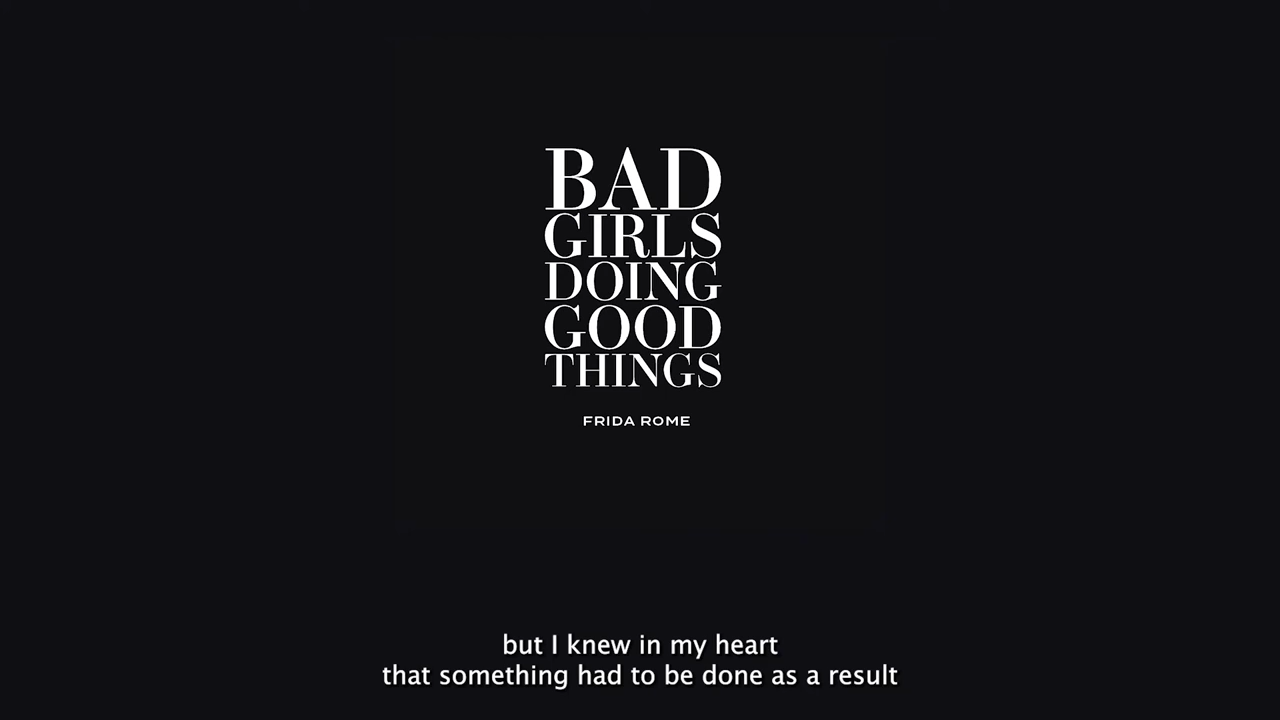 BAD
GIRLS
DOING
GOOD
THINGS
FRIDA ROME
but I knew in my heart
that something had to be done as a result